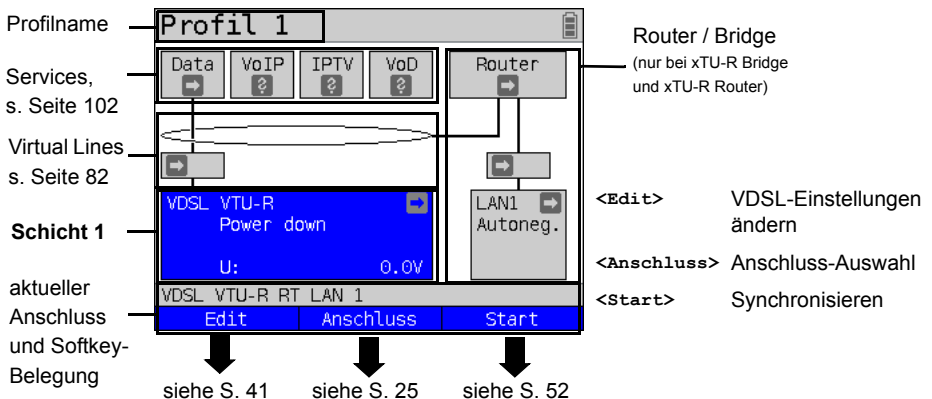 Profilname
Profil 1
Services,
s. Seite 102
Data
VoIP
?
IPTV
?
VoD
?
Router
Router / Bridge
(nur bei xTU-R Bridge
und xTU-R Router)
Virtual Lines
s. Seite 82
Schicht 1
VDSL VTU-R
Power down
U: 0.0V
LAN1
Autoneg.
<Edit> VDSL-Einstellungen
ändern
<Anschluss> Anschluss-Auswahl
<Start> Synchronisieren
aktueller
Anschluss
und Softkey-
Belegung
VDSL VTU-R RT LAN 1
Edit Anschluss Start
siehe S. 41 siehe S. 25 siehe S. 52